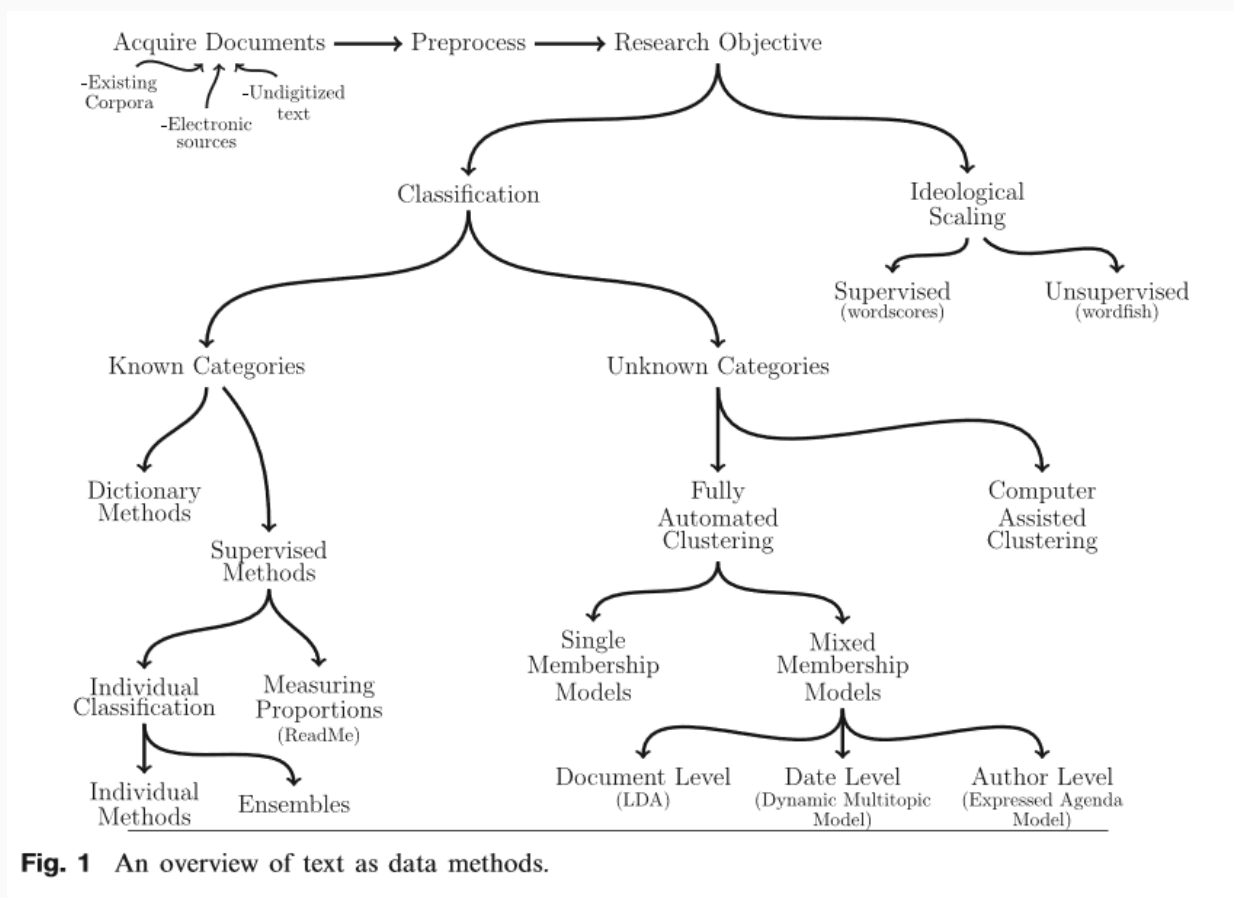 Acquire Documents Preprocess Research Objective
-Existing
Corpora
-Electronic
sources
-Undigitized
text
Classification
Ideological
Scaling
Supervised
(wordscores)
Unsupervised
(wordfish)
Known Categories
Unknown Categories
Dictionary
Methods
Supervised
Methods
Fully
Automated
Clustering
Computer
Assisted
Clustering
Individual
Classification
Measuring
Proportions
(ReadMe)
Single
Membership
Models
Mixed
Membership
Models
Individual
Methods
Ensembles
Document Level
(LDA)
Date Level
(Dynamic Multitopic
Model)
Author Level
(Expressed Agenda
Model)
Fig. 1 An overview of text as data methods.